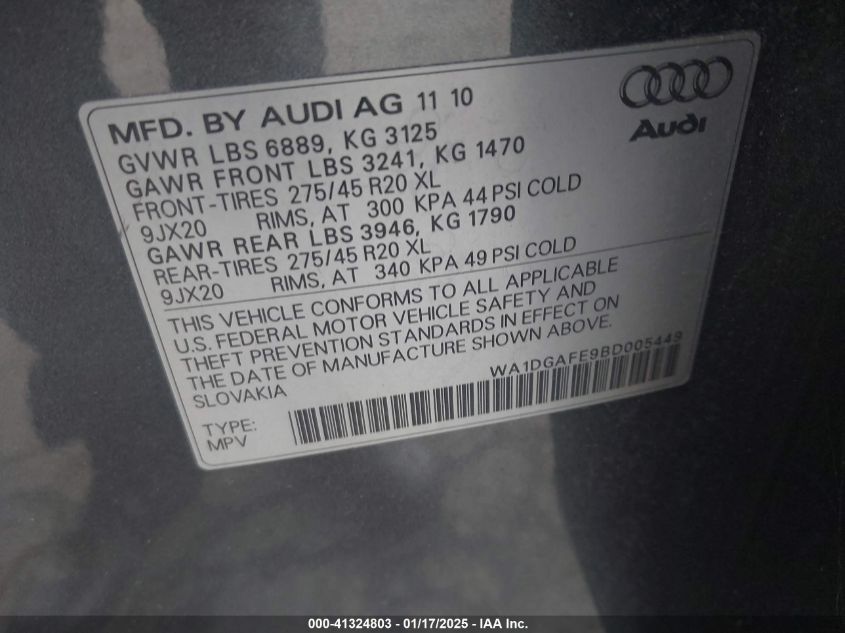 MFD. BY AUDI AG 11 10
Audi
GVWR LBS 6889, KG 3125
GAWR FRONT LBS 3241, KG 1470
FRONT-TIRES 275/45 R20 XL
9JX20 RIMS, AT 300 KPA 44 PSI COLD
GAWR REAR LBS 3946, KG 1790
REAR-TIRES 275/45 R20 XL
9JX20 RIMS, AT 340 KPA 49 PSI COLD
THIS VEHICLE CONFORMS TO ALL APPLICABLE
U.S. FEDERAL MOTOR VEHICLE SAFETY AND
THEFT PREVENTION STANDARDS IN EFFECT ON
THE DATE OF MANUFACTURE SHOWN ABOVE.
SLOVAKIA
WA1DGAFE9BD005449
TYPE:
MPV
000-41324803 - 01/17/2025 - IAA Inc.